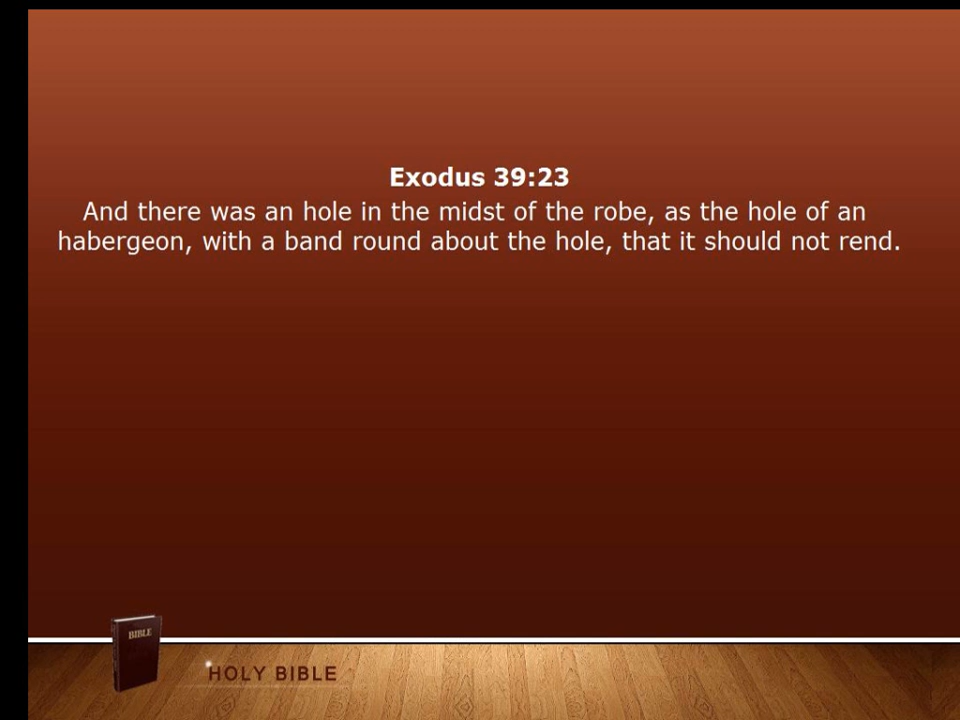 Exodus 39:23
And there was an hole in the midst of the robe, as the hole of an
habergeon, with a band round about the hole, that it should not rend.
BIBLE
HOLY BIBLE